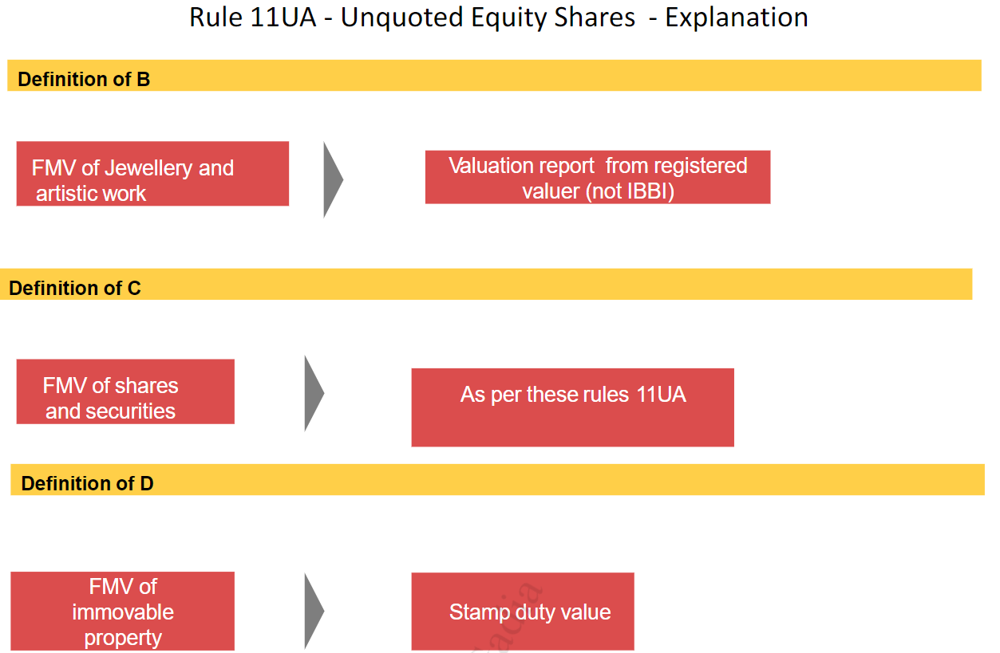 Rule 11UA - Unquoted Equity Shares - Explanation
Definition of B
FMV of Jewellery and
artistic work
Valuation report from registered
valuer (not IBBI)
Definition of C
FMV of shares
and securities
As per these rules 11UA
Definition of D
FMV of
immovable
property
Stamp duty value